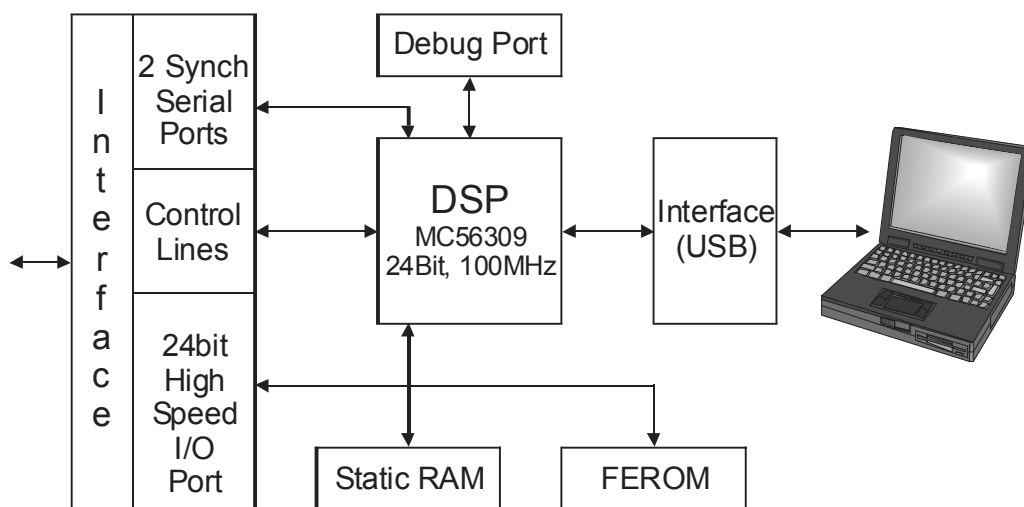 Interface
2 Synch
Serial
Ports
Control
Lines
24bit
High
Speed
I/O
Port
Debug Port
DSP
MC56309
24Bit, 100MHz
Interface
(USB)
Static RAM
FEROM